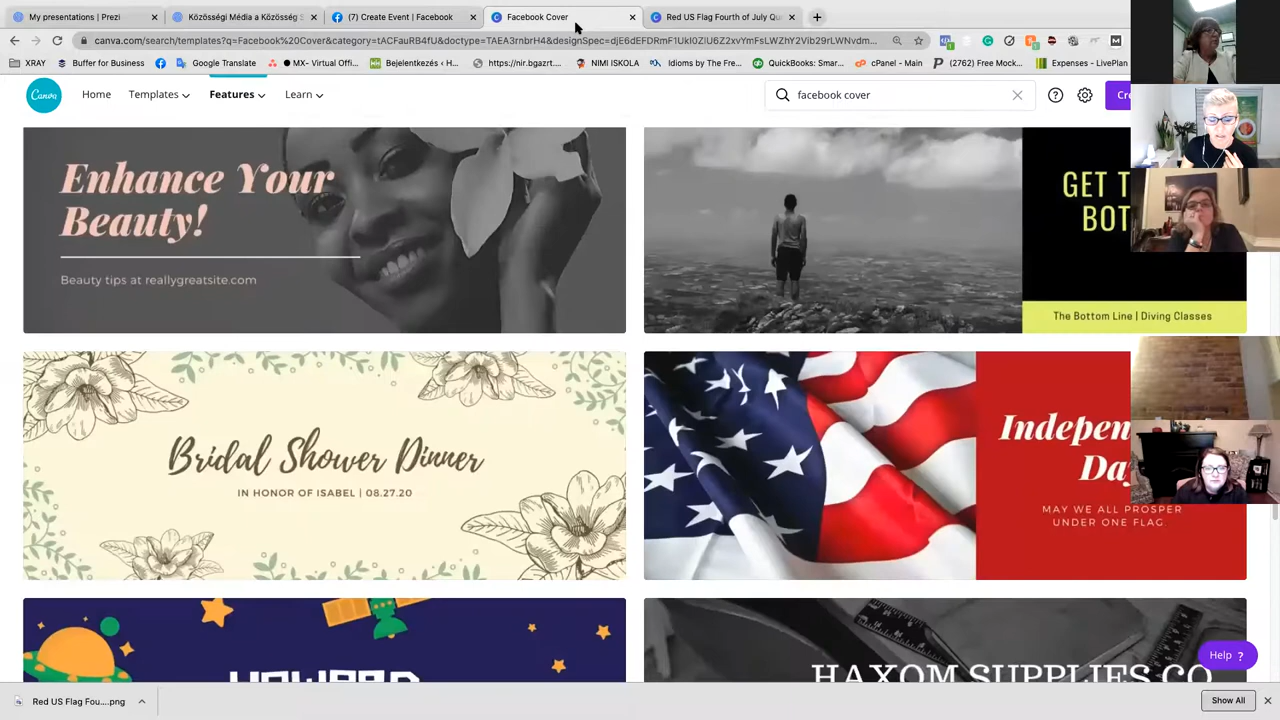 My presentations | Prezi
Közösségi Média a Közösség S
(7) Create Event | Facebook
Facebook Cover
Red US Flag Fourth of July Qu
canva.com/search/templates?q=Facebook%20Cover&category=tACFauRB4fU&doctype=TAEA3rnbrH4&designSpec=
XRAY
Buffer for Business
Google Translate
MX- Virtual Offi...
Bejelentkezés ‹ H...
https://nir.bgazrt....
NIMI ISKOLA
Idioms by The Fre...
QuickBooks: Smar...
cPanel - Main
(2762) Free Mock...
Expenses - LivePlan
Canva
Home
Templates
Features
Learn
facebook cover
Enhance Your
Beauty!
Beauty tips at reallygreatsite.com
GET T
BOT
The Bottom Line | Diving Classes
Bridal Shower Dinner
IN HONOR OF ISABEL | 08.27.20
Indepen
Da
MAY WE ALL PROSPER
UNDER ONE FLAG.
HAXOM SUPPLIES CO
Help ?
Red US Flag Fou....png
Show All